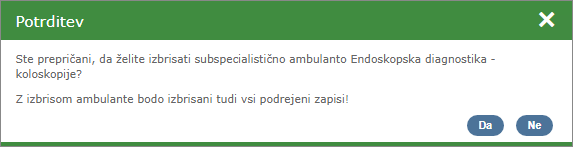 Potrditev
Ste prepričani, da želite izbrisati subspecialistično ambulanto Endoskopska diagnostika -
koloskopije?
Z izbrisom ambulante bodo izbrisani tudi vsi podrejeni zapisi!
Da Ne